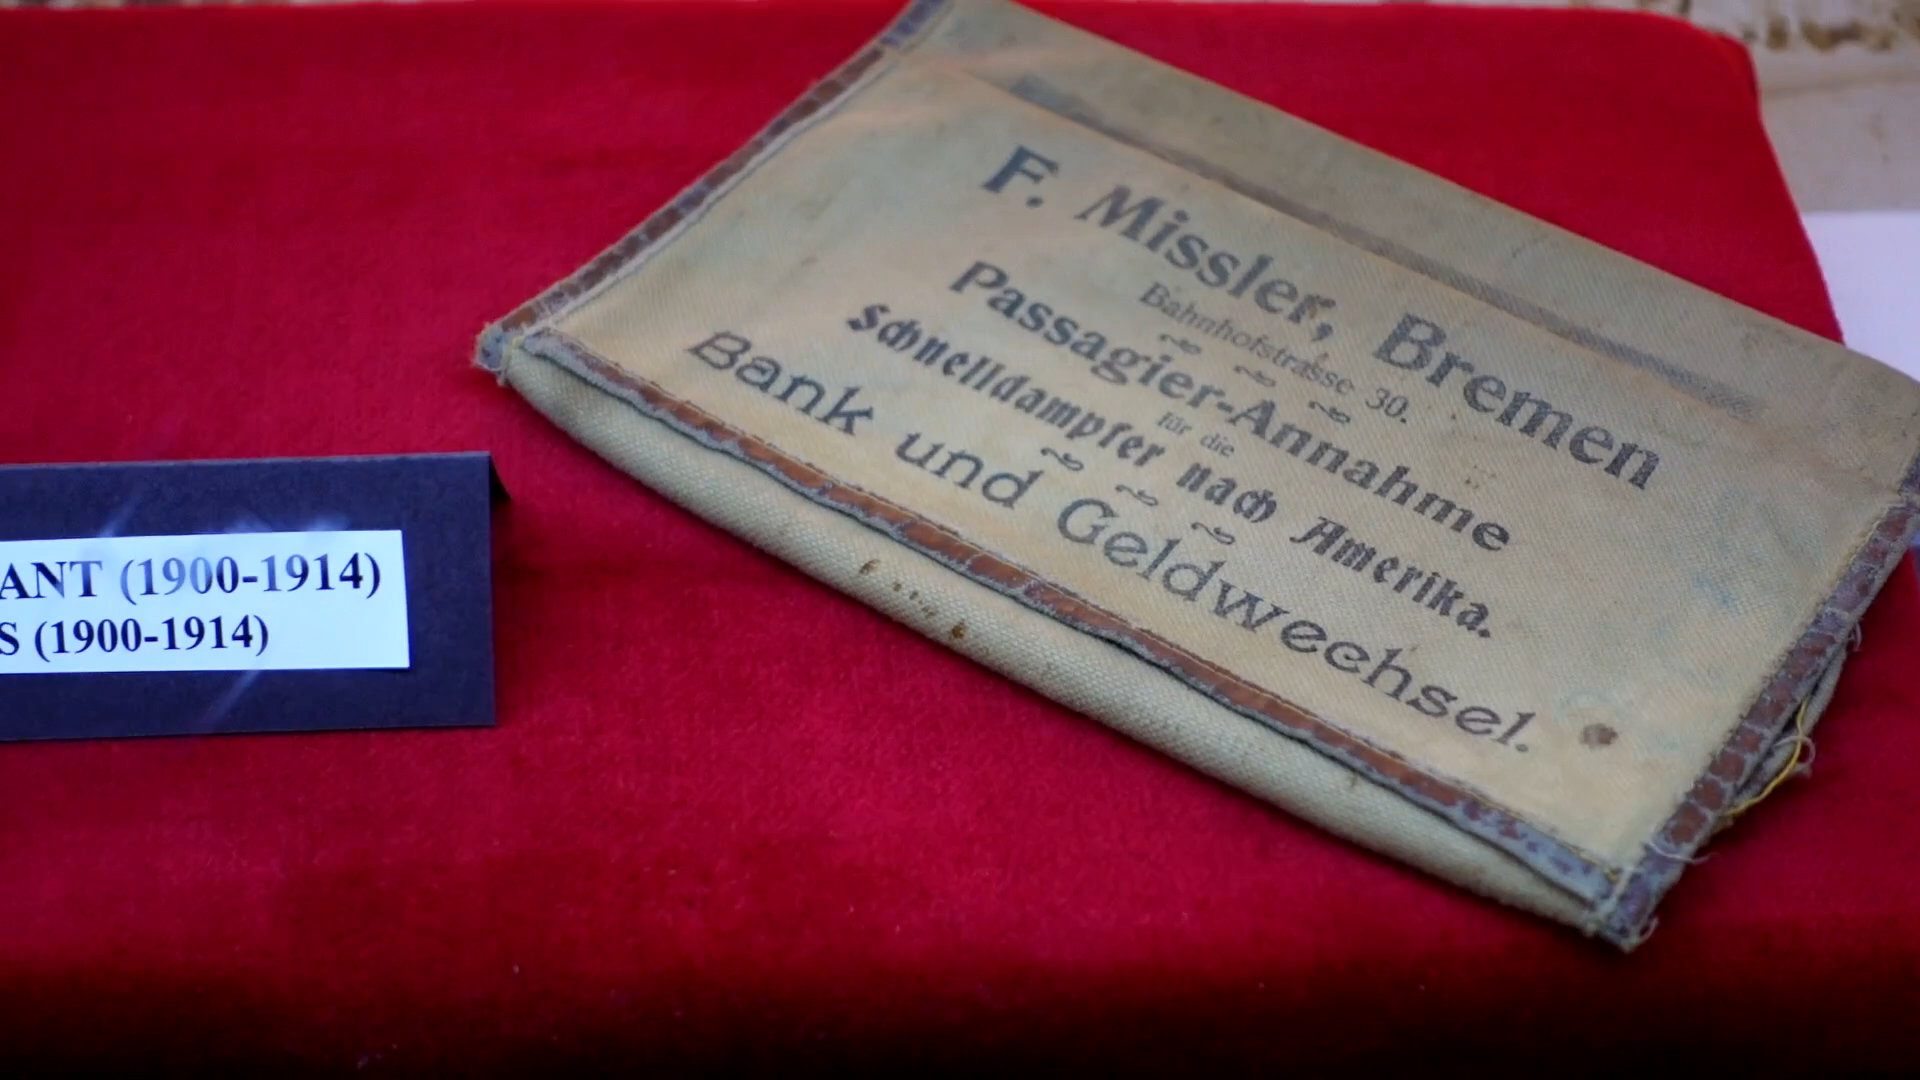 F. Missler, Bremen
Bahnhofstrasse 30.
Passagier-Annahme
für die
Schnelldampfer nach Amerika.
Bank und Geldwechsel.
ANT (1900-1914)
S (1900-1914)